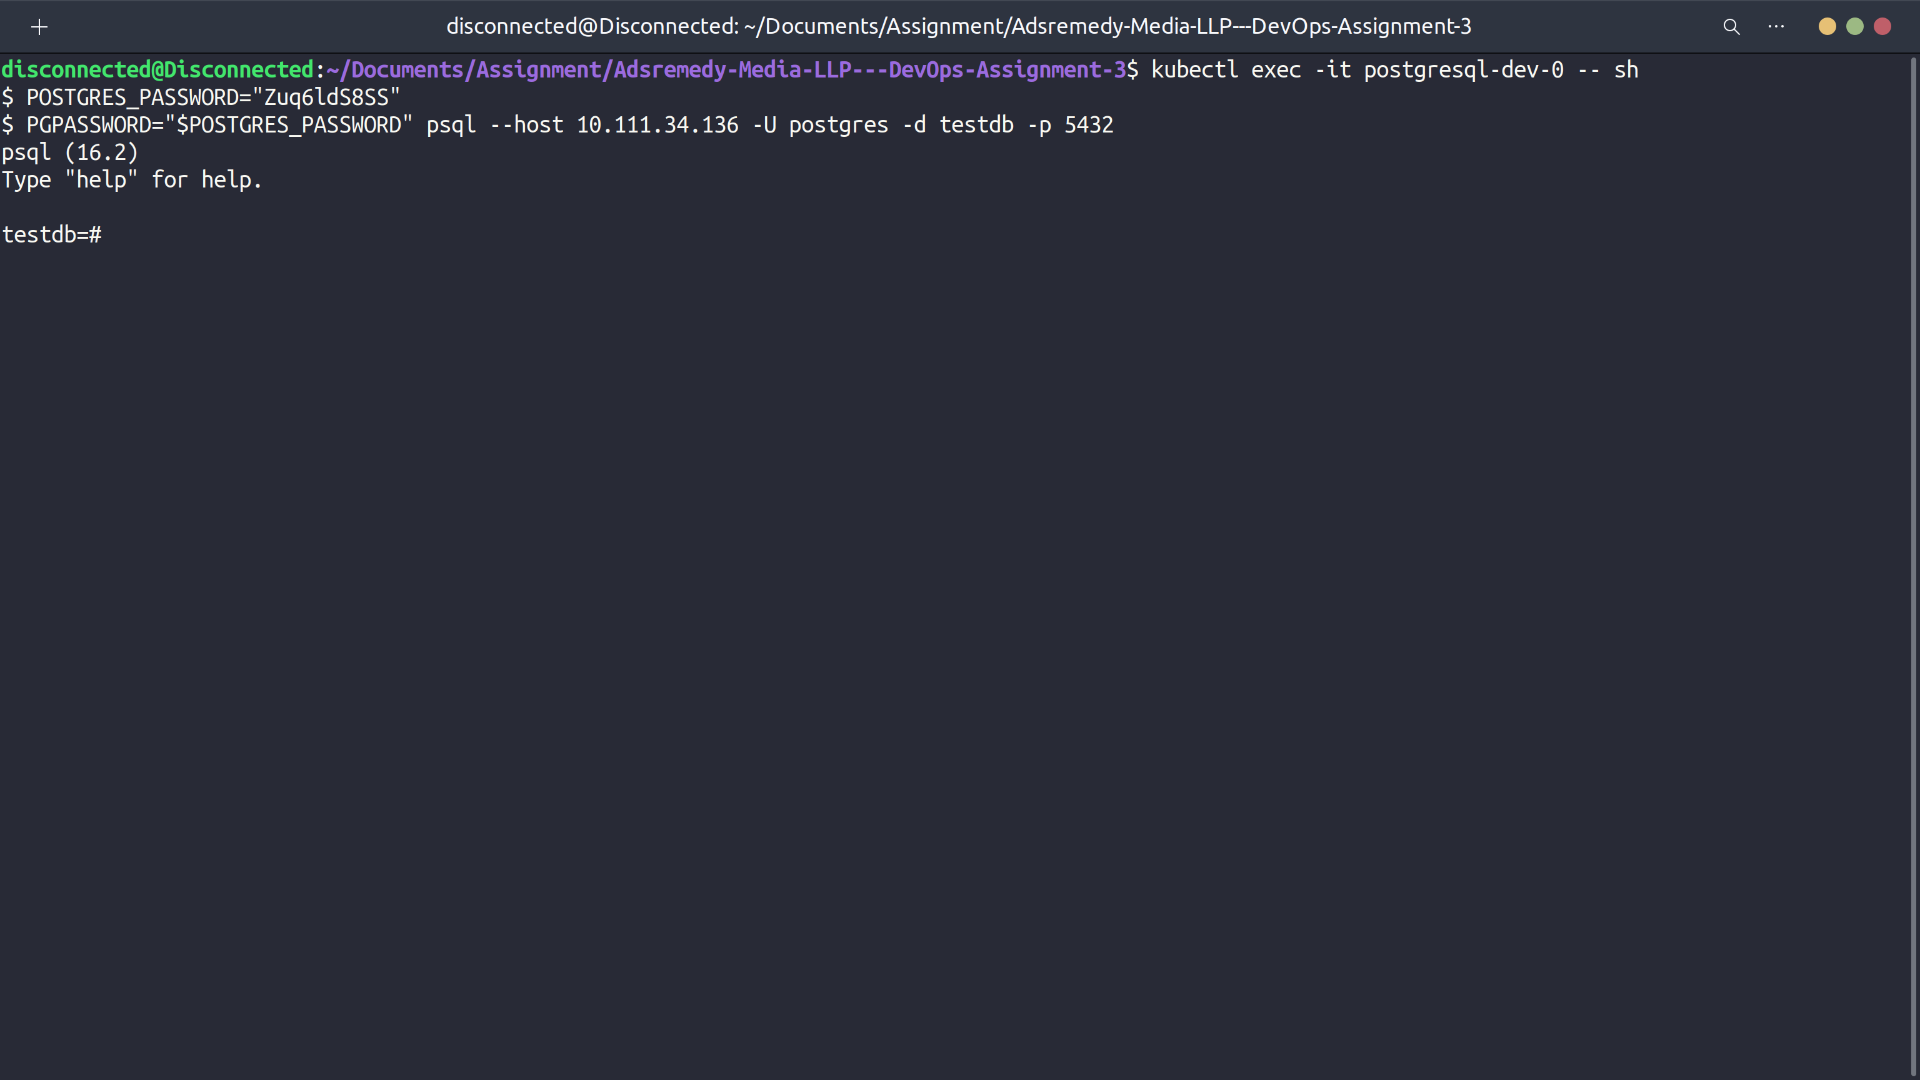 disconnected@Disconnected: ~/Documents/Assignment/Adsremedy-Media-LLP---DevOps-Assignment-3
disconnected@Disconnected:~/Documents/Assignment/Adsremedy-Media-LLP---DevOps-Assignment-3$ kubectl exec -it postgresql-dev-0 -- sh
$ POSTGRES_PASSWORD="Zuq6ldS8SS"
$ PGPASSWORD="$POSTGRES_PASSWORD" psql --host 10.111.34.136 -U postgres -d testdb -p 5432
psql (16.2)
Type "help" for help.
testdb=#